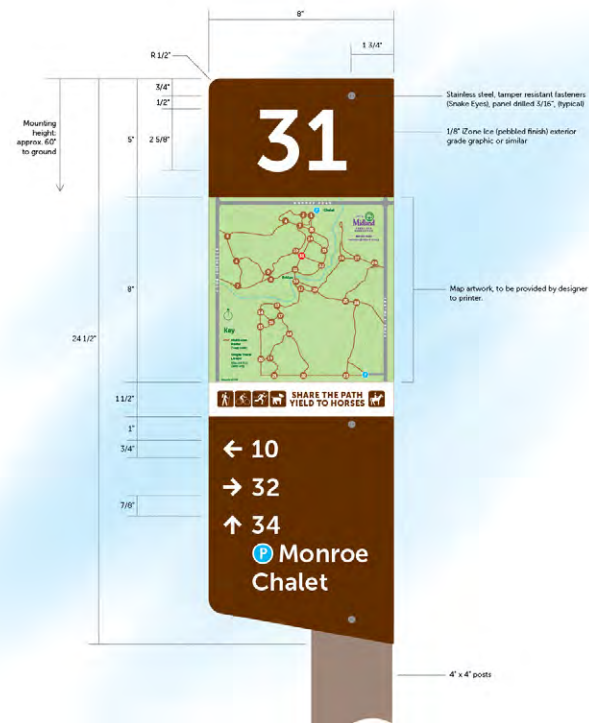 8"
1 3/4"
R 1/2"
3/4"
1/2"
Mounting
height:
approx. 60"
to ground
5"
2 5/8"
Stainless steel, tamper resistant fasteners
(Snake Eyes), panel drilled 3/16", (typical)
1/8" iZone Ice (pebbled finish) exterior
grade graphic or similar
31
MONROE ROAD
Chalet
Midland
8"
Map artwork, to be provided by designer
to printer.
24 1/2"
Key
P
1 1/2"
SHARE THE PATH
YIELD TO HORSES
1"
3/4"
7/8"
← 10
→ 32
↑ 34
P Monroe
Chalet
4" x 4" posts